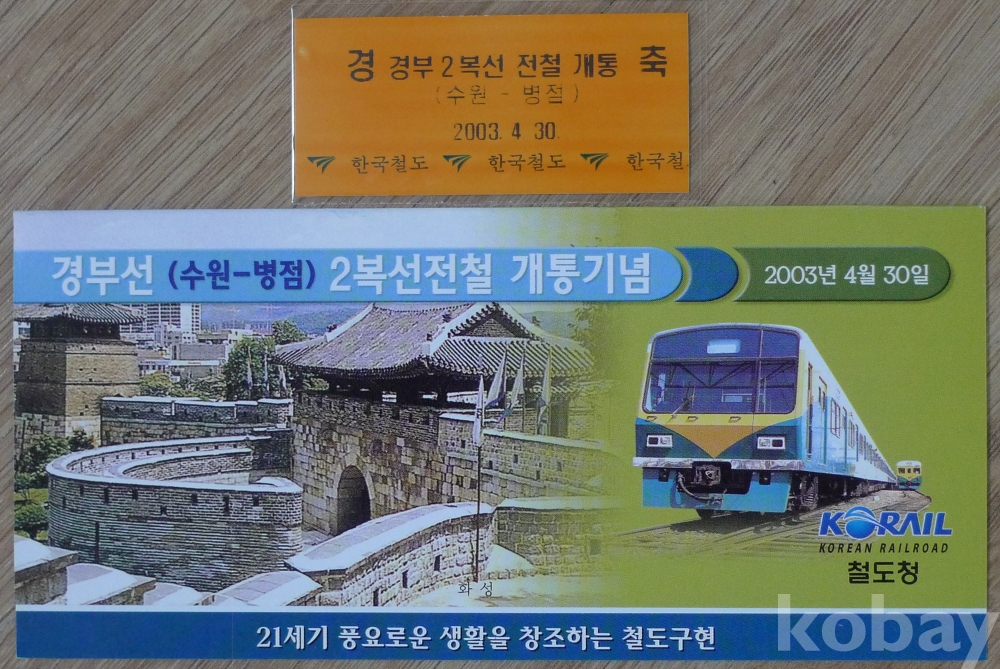 경 경부 2 복선 전철 개통 축
(수원 - 병점)
2003. 4 30.
한국철도 한국철도 한국철
경부선 (수원-병점) 2복선전철 개통기념
2003년 4월 30일
KORAIL
KOREAN RAILROAD
철도청
화성
21세기 풍요로운 생활을 창조하는 철도구현
kobay